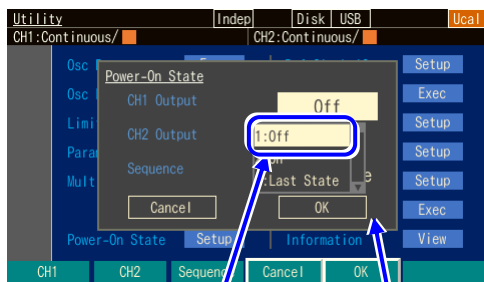 Utility Indep Disk USB Ucal
CH1:Continuous/ CH2:Continuous/
Osc Setup
Power-On State
Osc Exec
CH1 Output Off
Limi Setup
CH2 Output 1:Off
Para Setup
Sequence :Last State
Mult Setup
Cancel OK Exec
Power-On State Setup Information View
CH1 CH2 Sequence Cancel OK